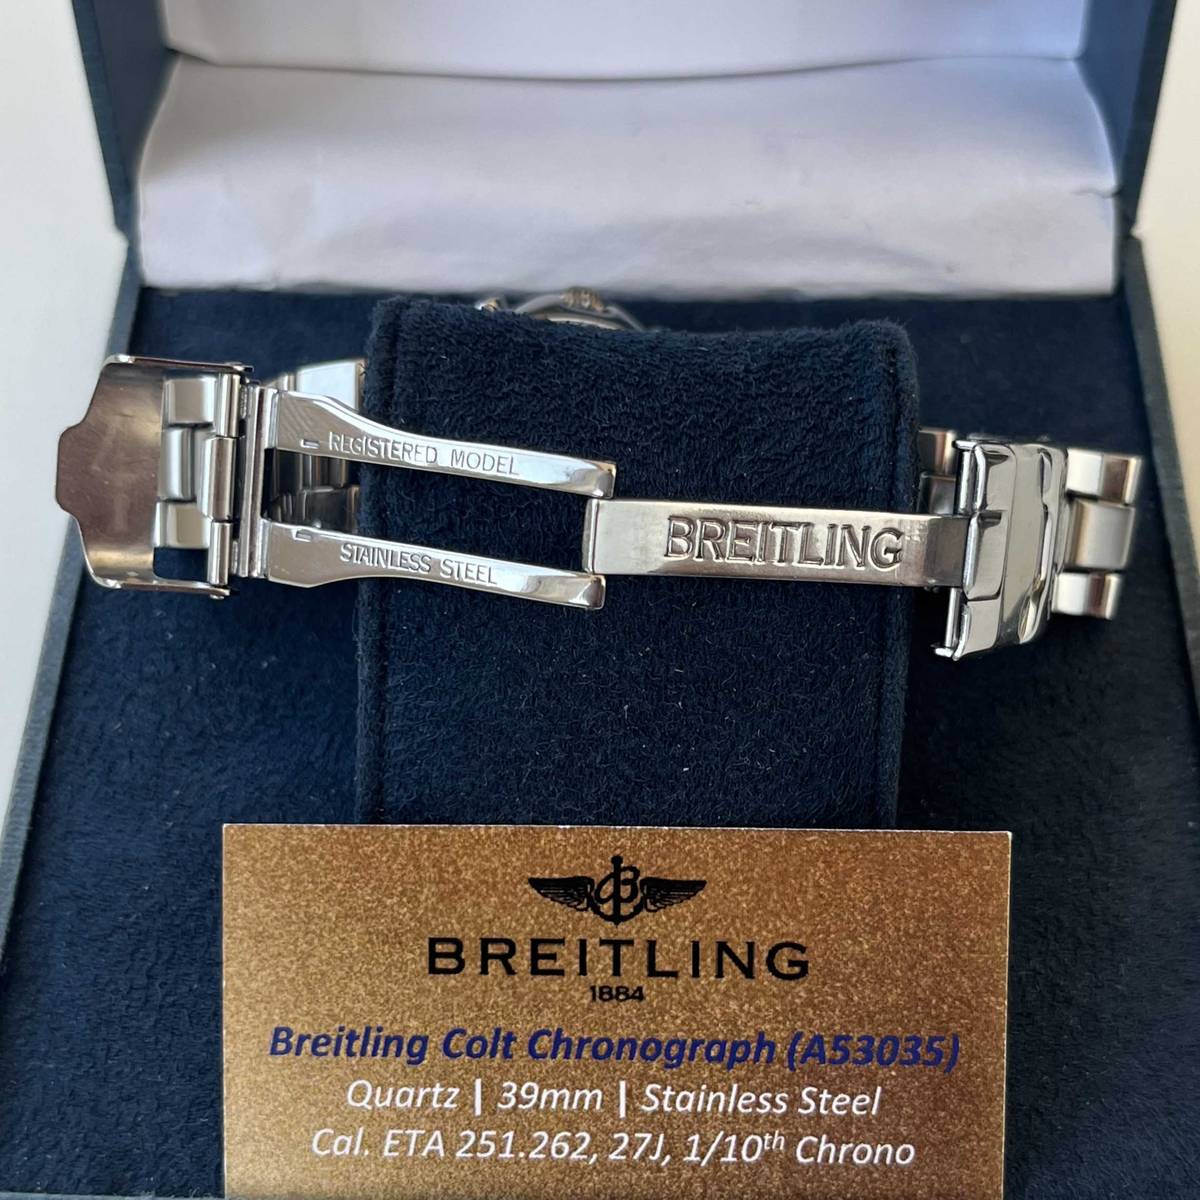 REGISTERED MODEL
STAINLESS STEEL
BREITLING
B
BREITLING
1884
Breitling Colt Chronograph (A53035)
Quartz | 39mm | Stainless Steel
Cal. ETA 251.262, 27J, 1/10th Chrono